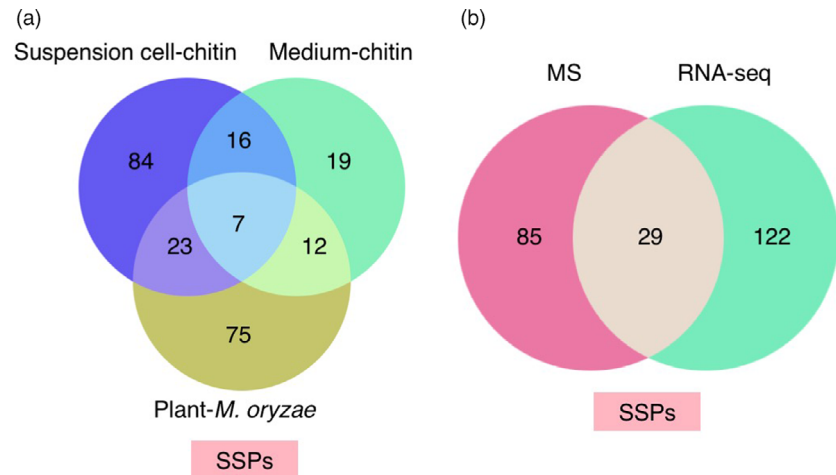 (a)
Suspension cell-chitin
Medium-chitin
84
16
19
7
23
12
75
Plant-M. oryzae
SSPs
(b)
MS
RNA-seq
85
29
122
SSPs